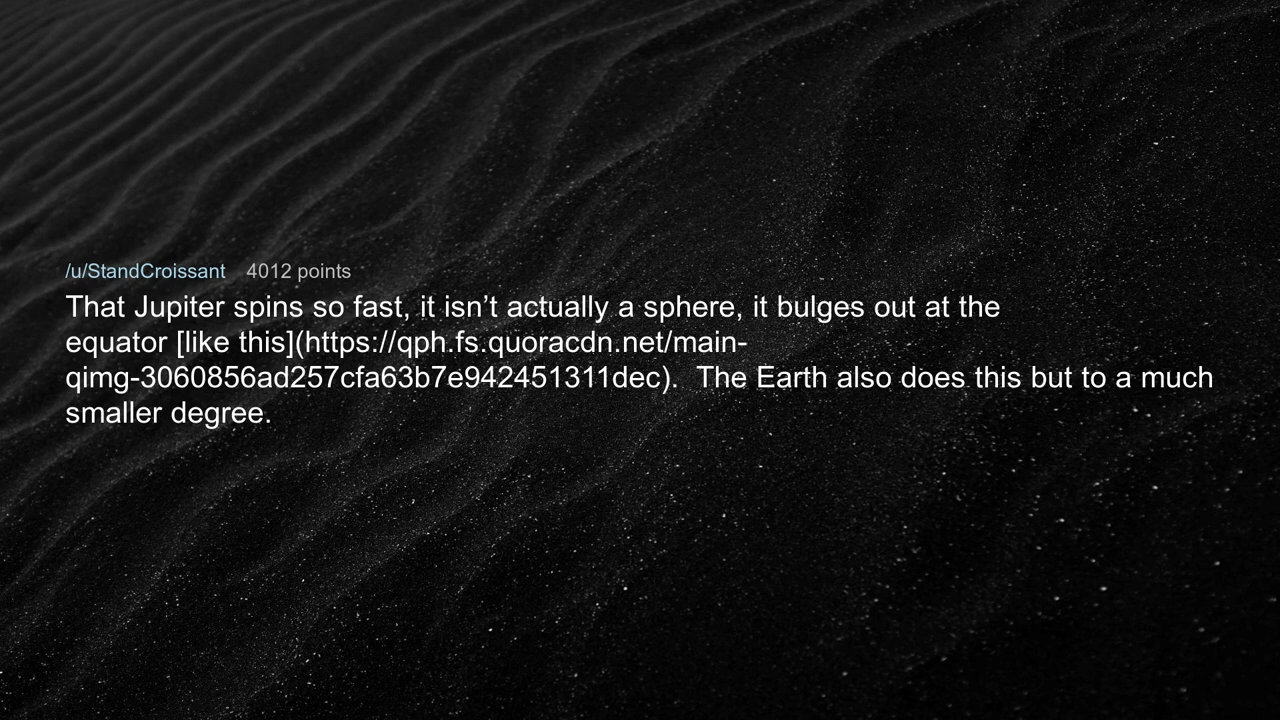 /u/StandCroissant 4012 points
That Jupiter spins so fast, it isn’t actually a sphere, it bulges out at the
equator [like this](https://qph.fs.quoracdn.net/main-
qimg-3060856ad257cfa63b7e942451311dec).  The Earth also does this but to a much
smaller degree.